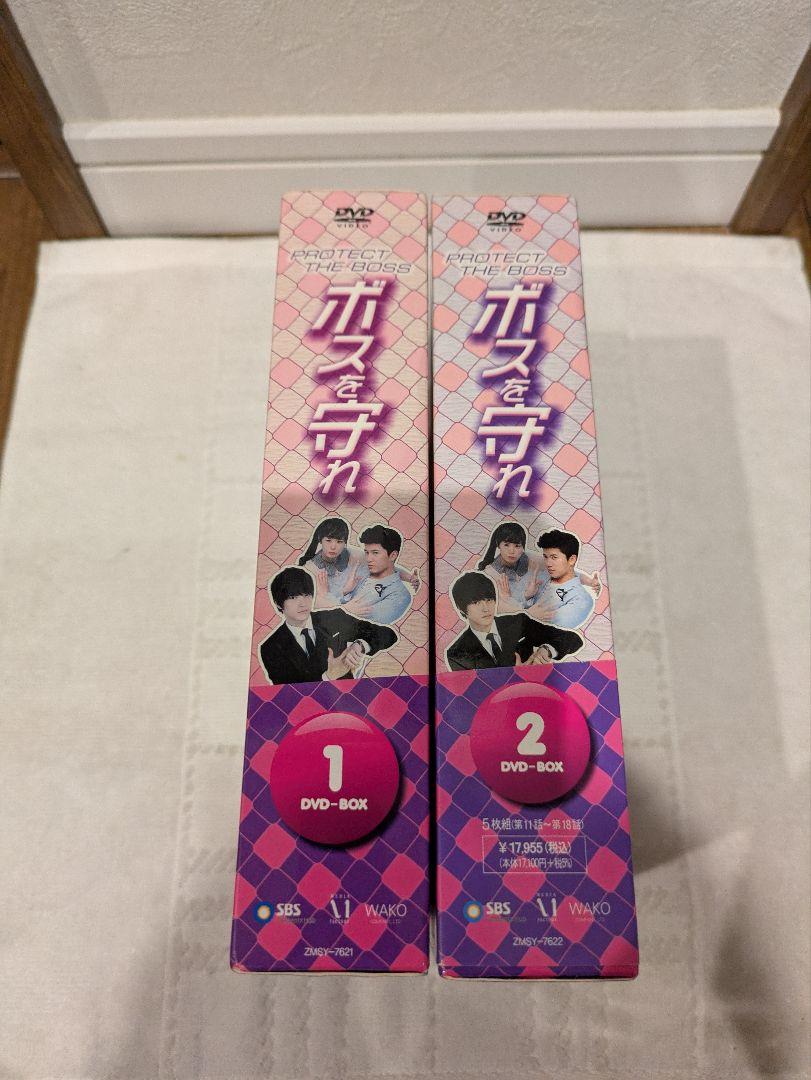 DVD
VIDEO
PROTECT
THE BOSS
ボスを守れ
1
DVD-BOX
SBS
WAKO
ZMSY-7621
DVD
VIDEO
PROTECT
THE BOSS
ボスを守れ
2
DVD-BOX
5枚組(第11話～第18話)
￥17,955(税込)
(本体17,100円+税5%)
SBS
WAKO
ZMSY-7622